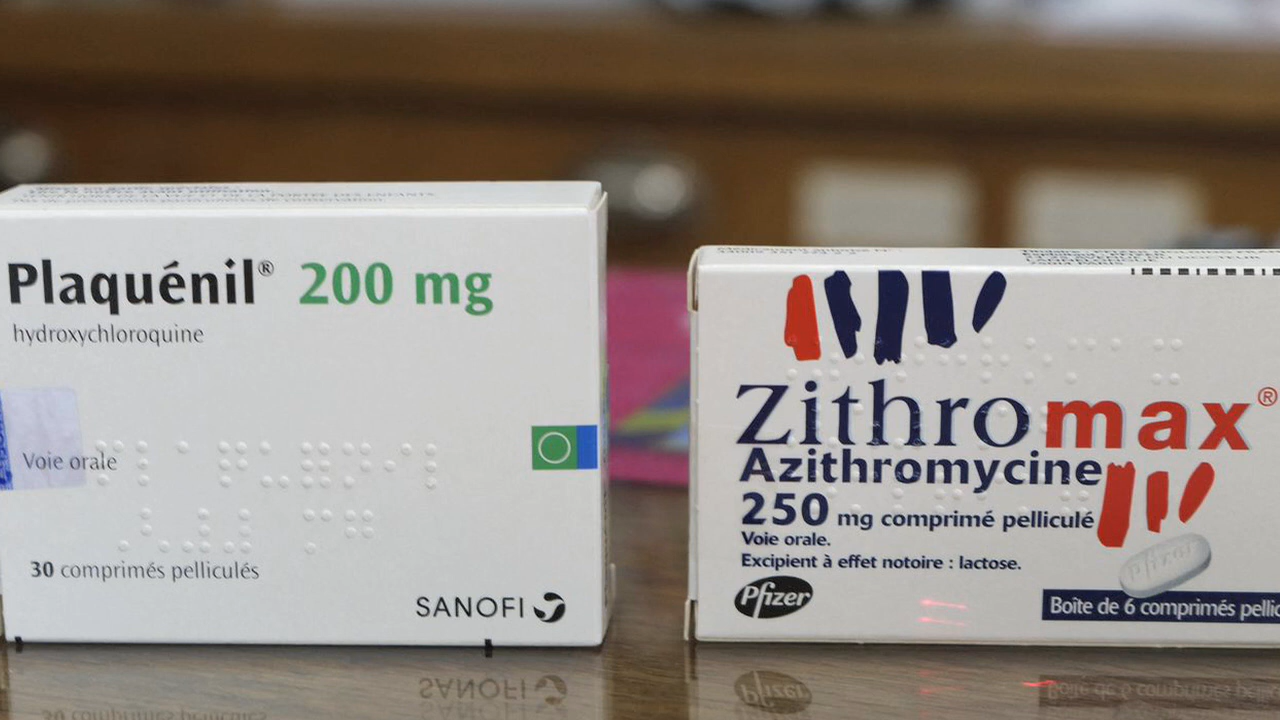 Plaquénil® 200 mg
hydroxychloroquine
Voie orale
30 comprimés pelliculés
SANOFI
Zithromax®
Azithromycine
250 mg comprimé pelliculé
Voie orale.
Excipient à effet notoire : lactose.
Pfizer
Pfizer
Boîte de 6 comprimés